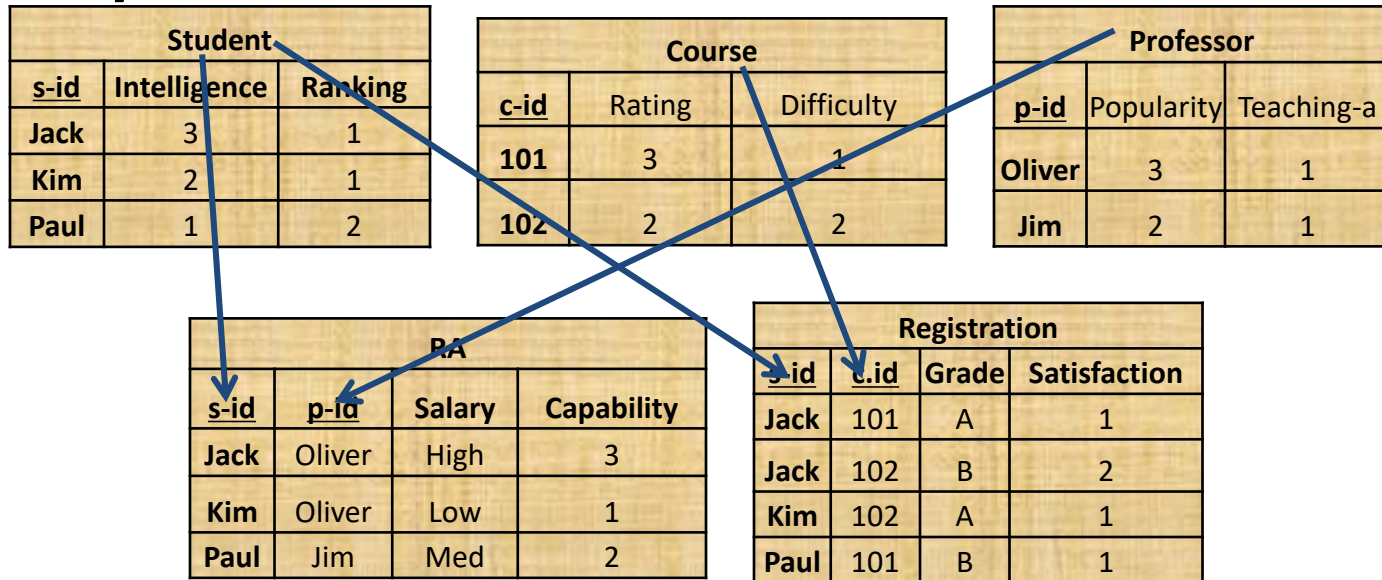 Student
s-id Intelligence Ranking
Jack 3 1
Kim 2 1
Paul 1 2
Course
c-id Rating Difficulty
101 3 1
102 2 2
Professor
p-id Popularity Teaching-a
Oliver 3 1
Jim 2 1
RA
s-id p-id Salary Capability
Jack Oliver High 3
Kim Oliver Low 1
Paul Jim Med 2
Registration
s-id c.id Grade Satisfaction
Jack 101 A 1
Jack 102 B 2
Kim 102 A 1
Paul 101 B 1